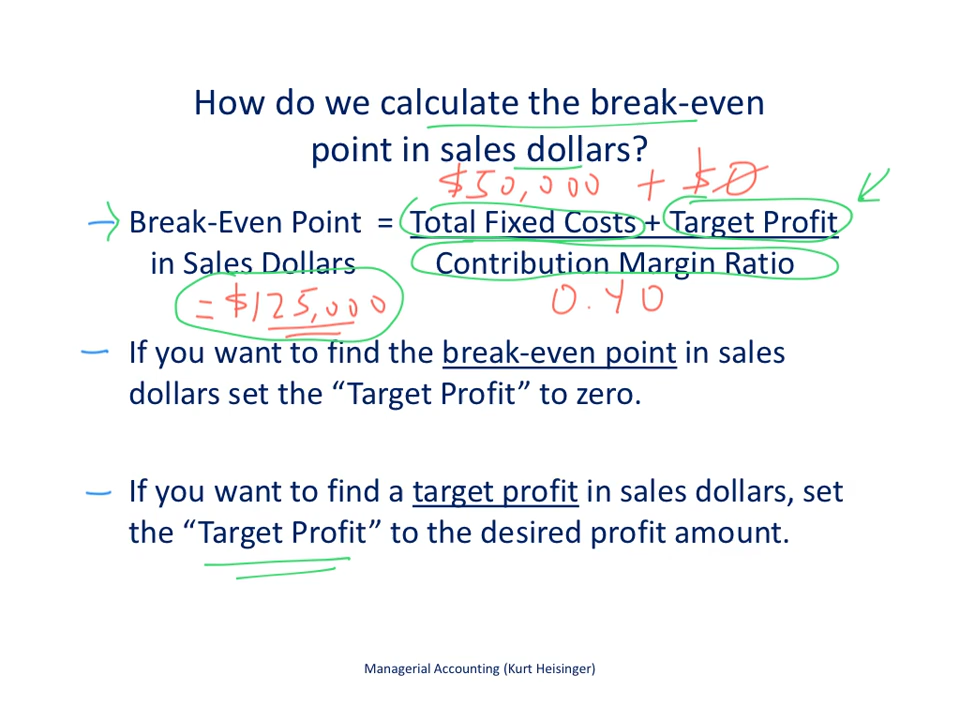 How do we calculate the break-even
point in sales dollars?
$50,000 + $0
Break-Even Point = Total Fixed Costs + Target Profit
in Sales Dollars Contribution Margin Ratio
= $125,000 0.40
If you want to find the break-even point in sales
dollars set the “Target Profit” to zero.
If you want to find a target profit in sales dollars, set
the “Target Profit” to the desired profit amount.
Managerial Accounting (Kurt Heisinger)